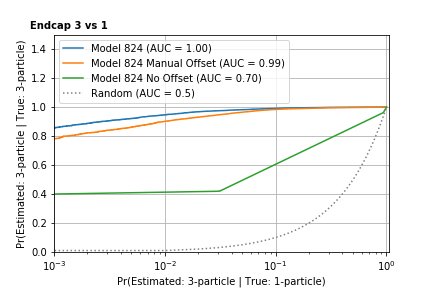 Endcap 3 vs 1
Model 824 (AUC = 1.00)
Model 824 Manual Offset (AUC = 0.99)
Model 824 No Offset (AUC = 0.70)
Random (AUC = 0.5)
Pr(Estimated: 3-particle | True: 3-particle)
1.4
1.2
1.0
0.8
0.6
0.4
0.2
0.0
10⁻³
10⁻²
10⁻¹
10⁰
Pr(Estimated: 3-particle | True: 1-particle)